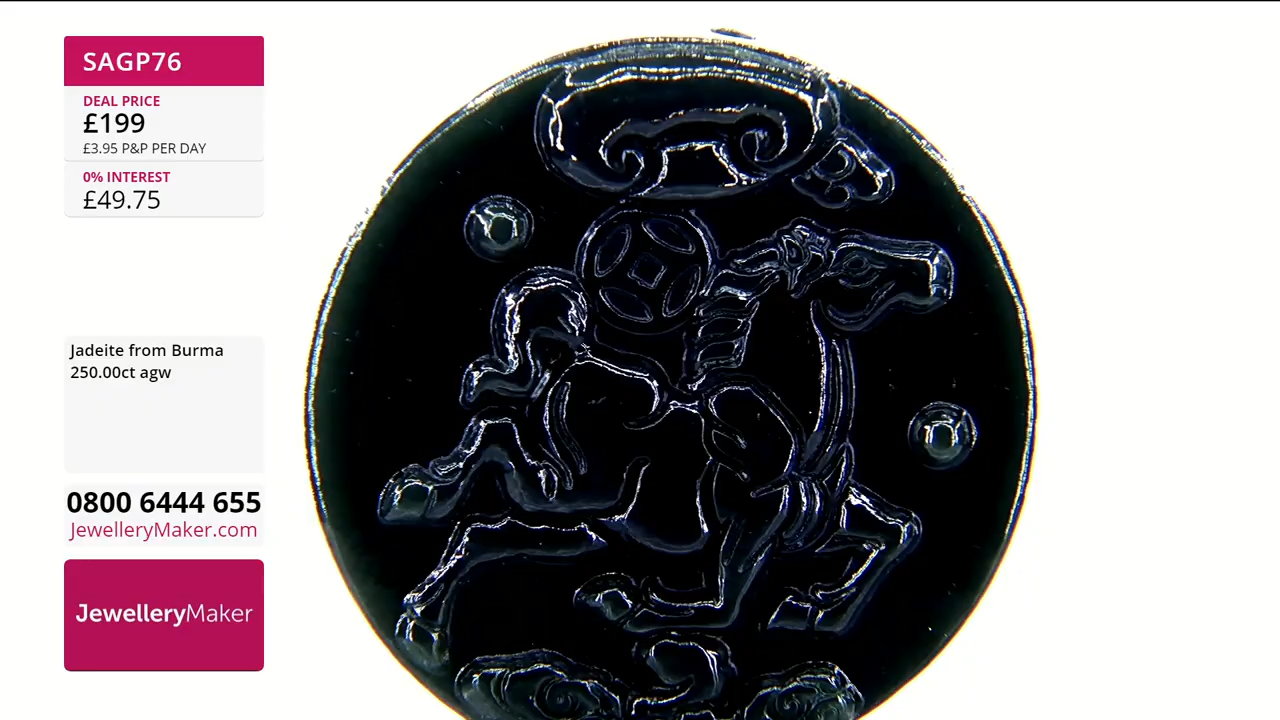 SAGP76
DEAL PRICE
£199
£3.95 P&P PER DAY
0% INTEREST
£49.75
Jadeite from Burma
250.00ct agw
0800 6444 655
JewelleryMaker.com
JewelleryMaker